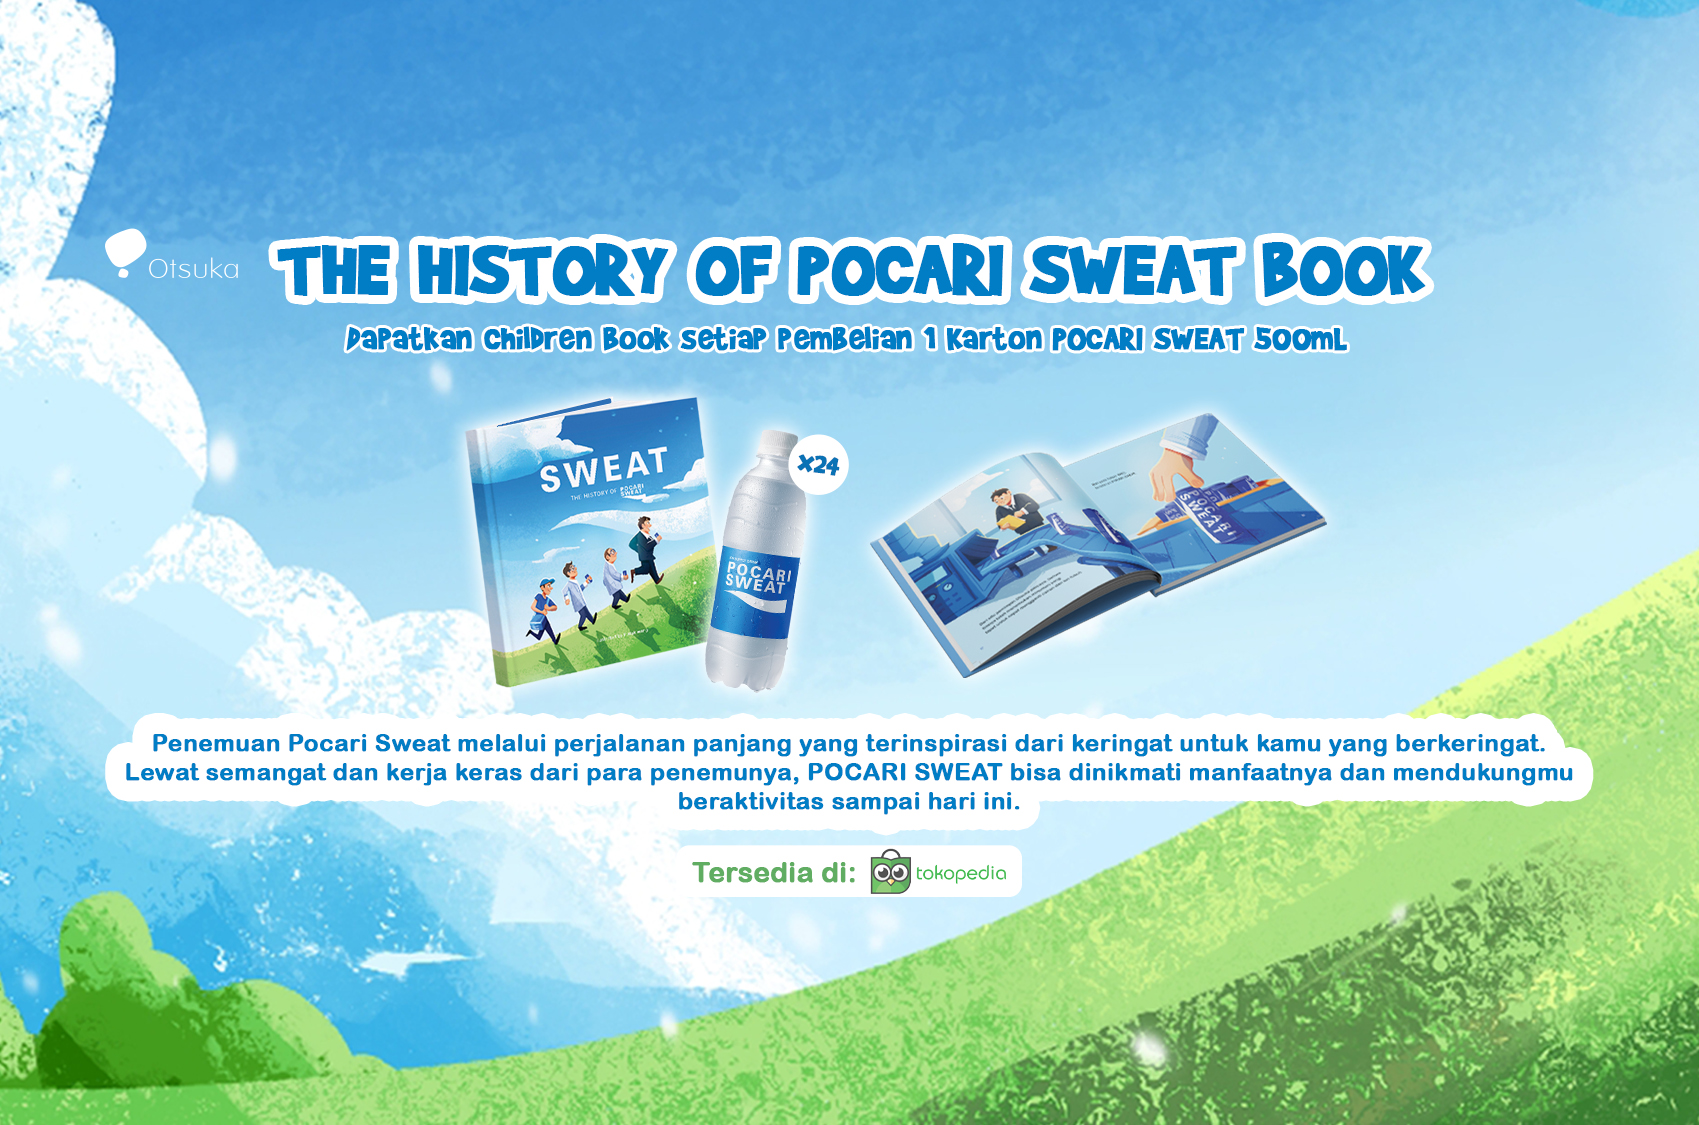 Otsuka
THE HISTORY OF POCARI SWEAT BOOK
Dapatkan Children Book Setiap Pembelian 1 Karton POCARI SWEAT 500mL
SWEAT
THE HISTORY OF POCARI SWEAT
x24
POCARI
SWEAT
POCARI
SWEAT
Penemuan Pocari Sweat melalui perjalanan panjang yang terinspirasi dari keringat untuk kamu yang berkeringat.
Lewat semangat dan kerja keras dari para penemunya, POCARI SWEAT bisa dinikmati manfaatnya dan mendukungmu
beraktivitas sampai hari ini.
Tersedia di: tokopedia